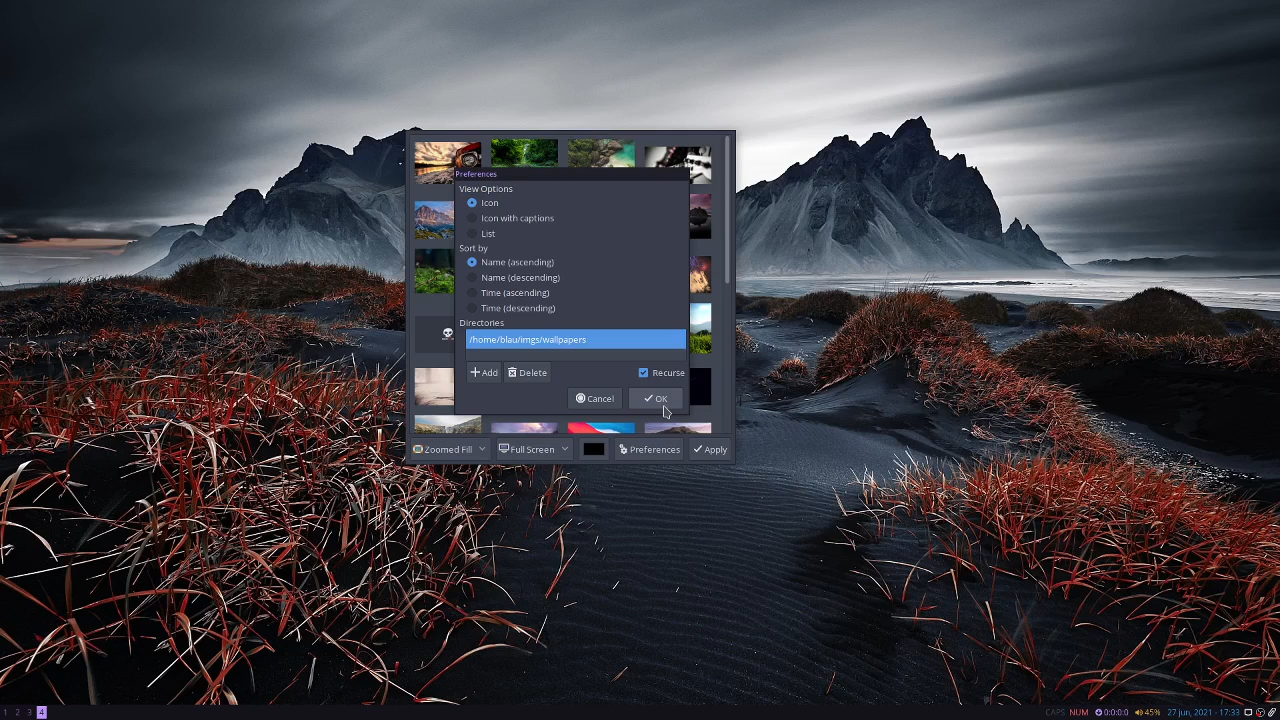 Preferences
View Options
Icon
Icon with captions
List
Sort by
Name (ascending)
Name (descending)
Time (ascending)
Time (descending)
Directories
/home/blau/imgs/wallpapers
Add Delete Recurse
Cancel OK
Zoomed Fill Full Screen Preferences Apply
1 2 3 4 CAPS NUM 0:0:0:0 45% 27 jun, 2021 - 17:33